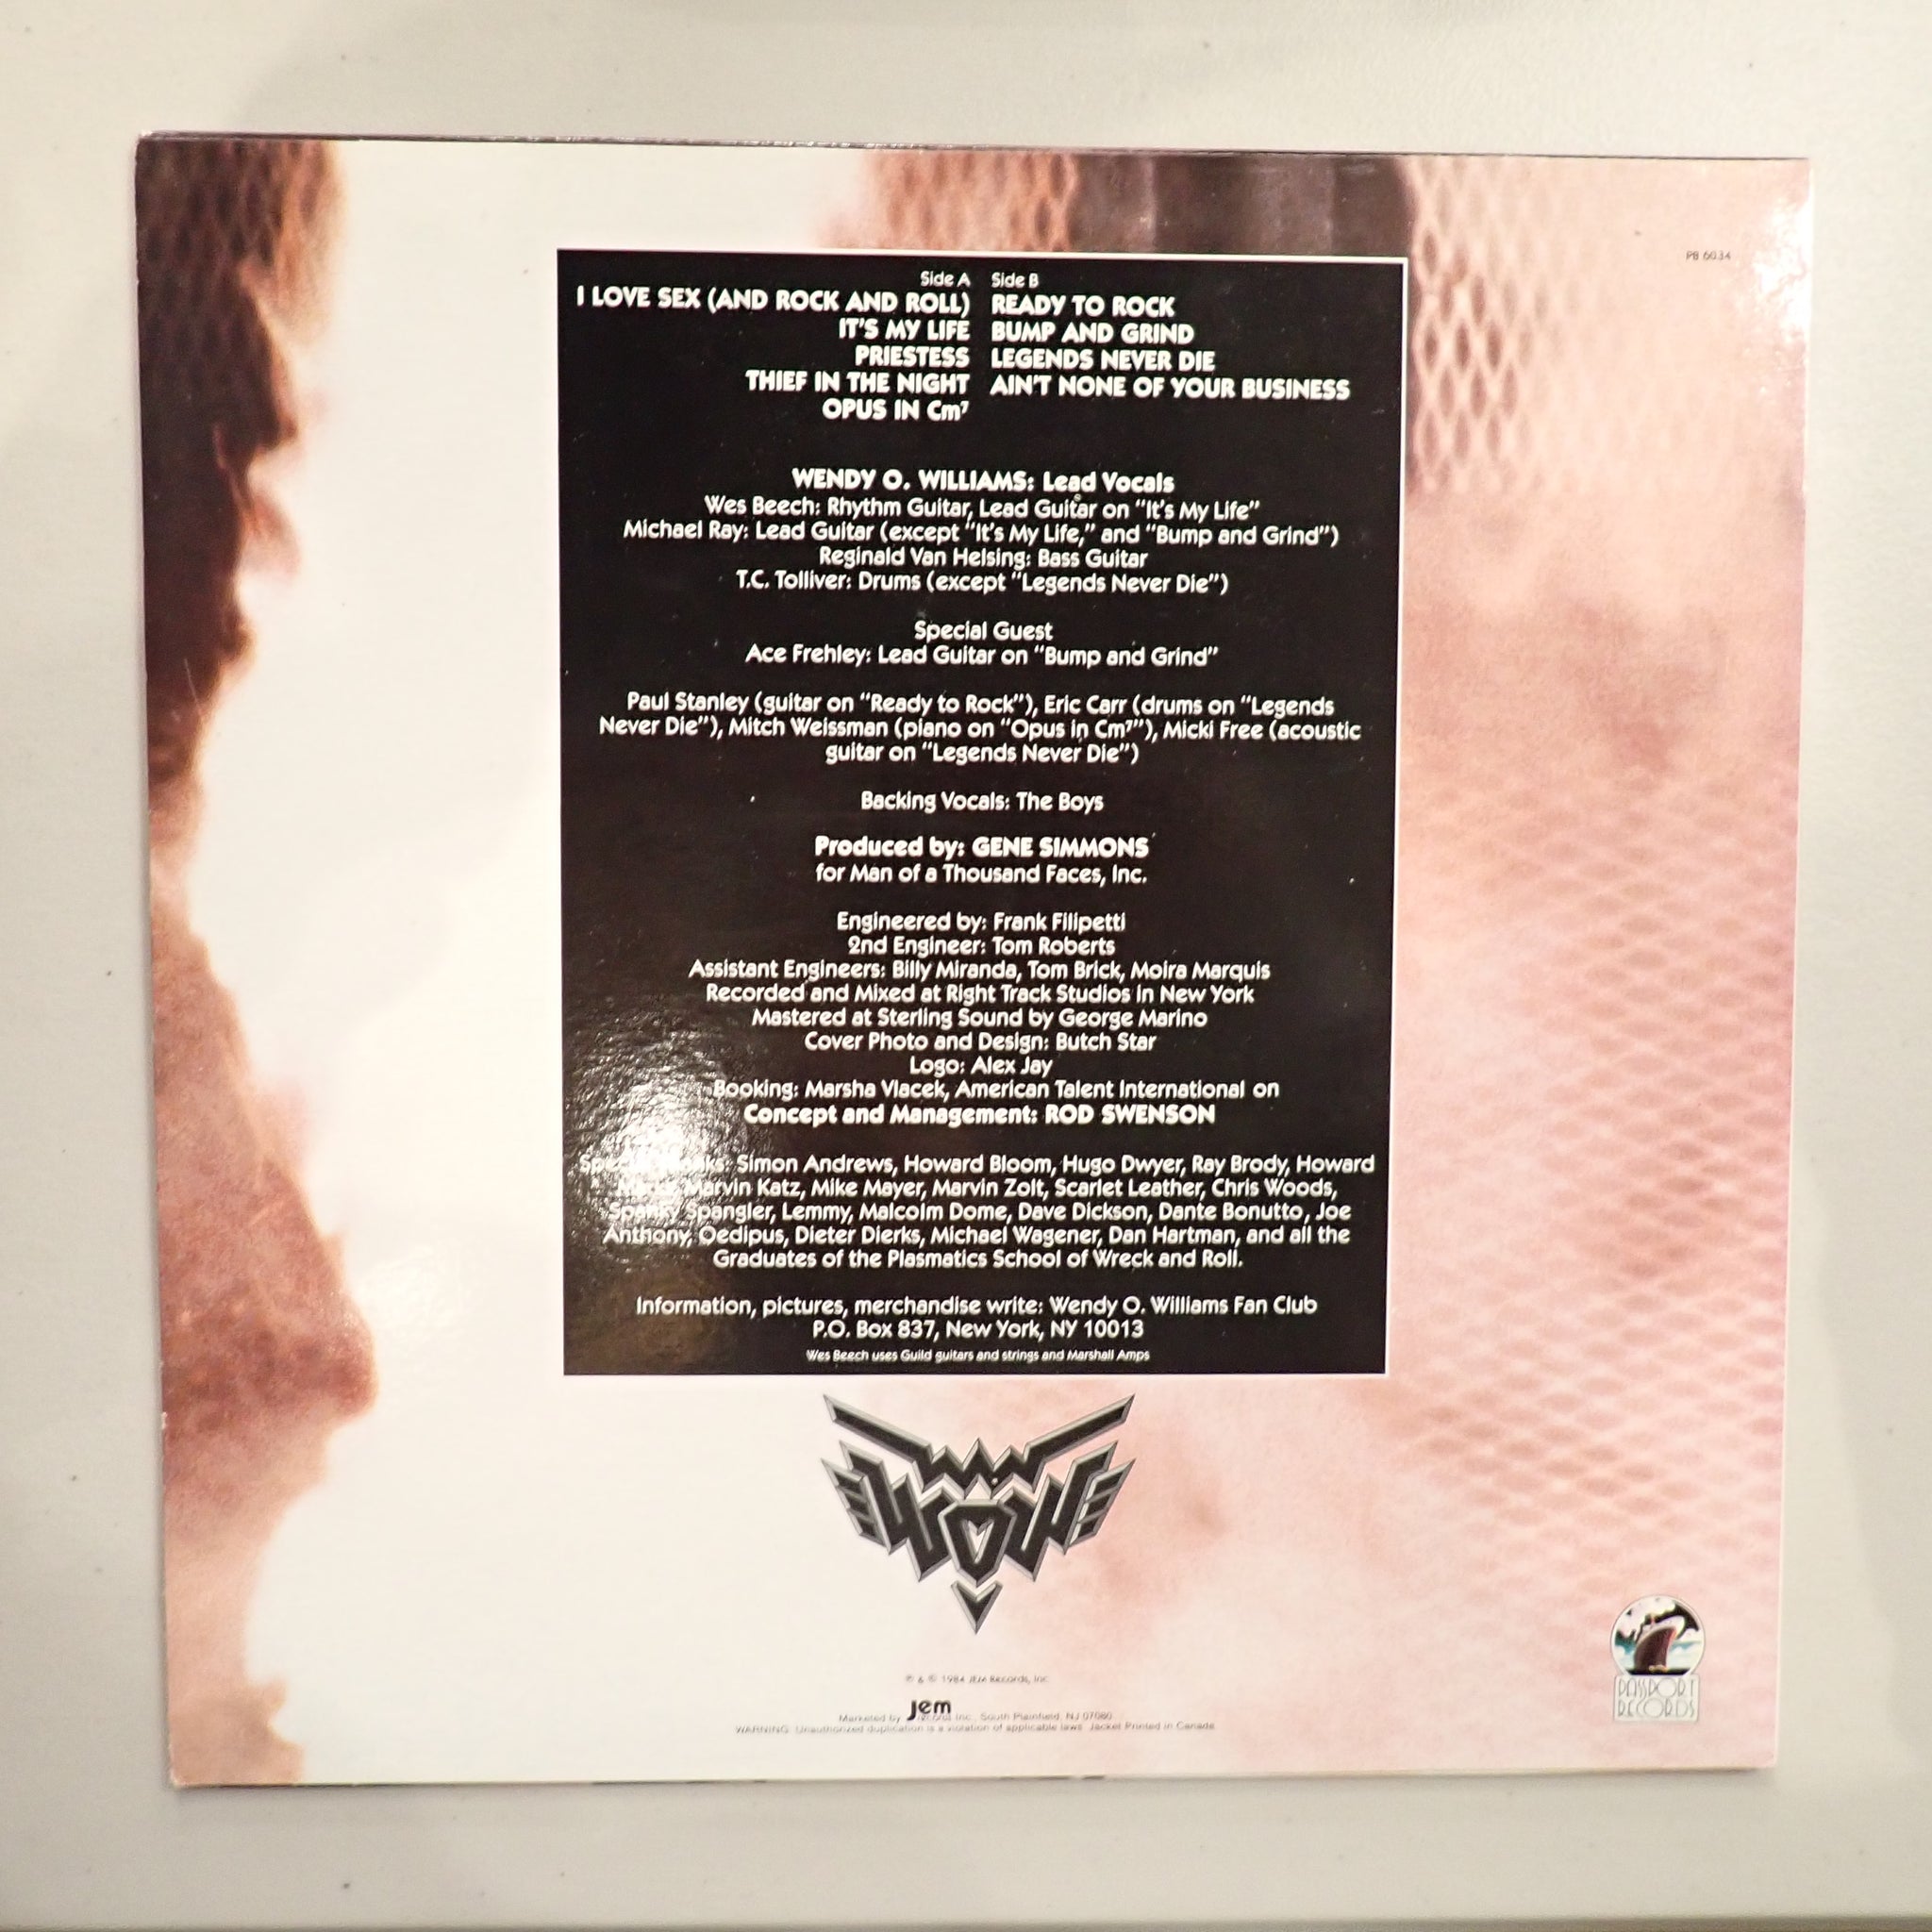 PB 6034
Side A
I LOVE SEX (AND ROCK AND ROLL)
IT'S MY LIFE
PRIESTESS
THIEF IN THE NIGHT
OPUS IN Cm⁷
Side B
READY TO ROCK
BUMP AND GRIND
LEGENDS NEVER DIE
AIN'T NONE OF YOUR BUSINESS
WENDY O. WILLIAMS: Lead Vocals
Wes Beech: Rhythm Guitar, Lead Guitar on "It's My Life"
Michael Ray: Lead Guitar (except "It's My Life," and "Bump and Grind")
Reginald Van Helsing: Bass Guitar
T.C. Tolliver: Drums (except "Legends Never Die")
Special Guest
Ace Frehley: Lead Guitar on "Bump and Grind"
Paul Stanley (guitar on "Ready to Rock"), Eric Carr (drums on "Legends
Never Die"), Mitch Weissman (piano on "Opus in Cm⁷"), Micki Free (acoustic
guitar on "Legends Never Die")
Backing Vocals: The Boys
Produced by: GENE SIMMONS
for Man of a Thousand Faces, Inc.
Engineered by: Frank Filipetti
2nd Engineer: Tom Roberts
Assistant Engineers: Billy Miranda, Tom Brick, Moira Marquis
Recorded and Mixed at Right Track Studios in New York
Mastered at Sterling Sound by George Marino
Cover Photo and Design: Butch Star
Logo: Alex Jay
Booking: Marsha Vlacek, American Talent International on
Concept and Management: ROD SWENSON
Simon Andrews, Howard Bloom, Hugo Dwyer, Ray Brody, Howard
Marvin Katz, Mike Mayer, Marvin Zolt, Scarlet Leather, Chris Woods,
Spanky Spangler, Lemmy, Malcolm Dome, Dave Dickson, Dante Bonutto, Joe
Anthony, Oedipus, Dieter Dierks, Michael Wagener, Dan Hartman, and all the
Graduates of the Plasmatics School of Wreck and Roll.
Information, pictures, merchandise write: Wendy O. Williams Fan Club
P.O. Box 837, New York, NY 10013
Wes Beech uses Guild guitars and strings and Marshall Amps
WOW
℗ & © 1984 JEM Records, Inc.
Marketed by jem Records Inc., South Plainfield, NJ 07080
WARNING: Unauthorized duplication is a violation of applicable laws. Jacket Printed in Canada.
PASSPORT
RECORDS